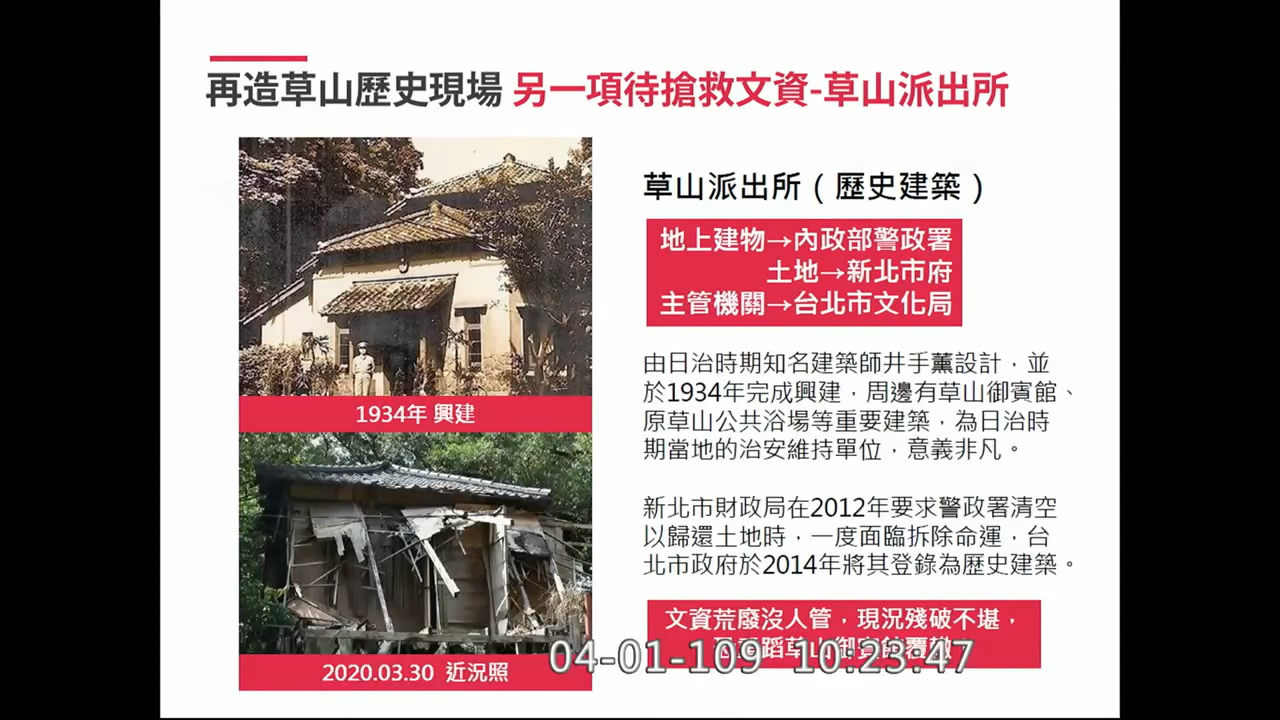 再造草山歷史現場 另一項待搶救文資-草山派出所
1934年 興建
2020.03.30 近況照
草山派出所（歷史建築）
地上建物→內政部警政署
土地→新北市府
主管機關→台北市文化局
由日治時期知名建築師井手薰設計，並
於1934年完成興建，周邊有草山御賓館、
原草山公共浴場等重要建築，為日治時
期當地的治安維持單位，意義非凡。
新北市財政局在2012年要求警政署清空
以歸還土地時，一度面臨拆除命運，台
北市政府於2014年將其登錄為歷史建築。
文資荒廢沒人管，現況殘破不堪，
蹈草山御賓館覆轍
04-01-109 10:23:47